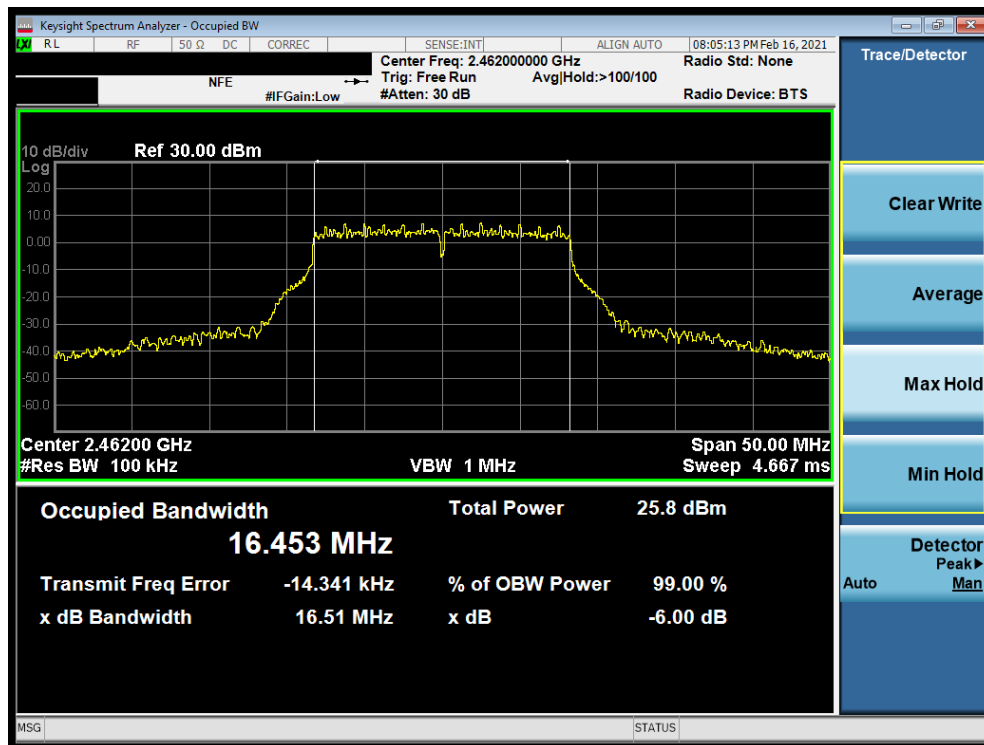 Keysight Spectrum Analyzer - Occupied BW
LXI RL RF 50 Ω DC CORREC SENSE:INT ALIGN AUTO 08:05:13 PM Feb 16, 2021
Center Freq: 2.462000000 GHz Radio Std: None
NFE Trig: Free Run Avg|Hold:>100/100
#IFGain:Low #Atten: 30 dB Radio Device: BTS
10 dB/div Ref 30.00 dBm
Log
20.0
10.0
0.00
-10.0
-20.0
-30.0
-40.0
-50.0
-60.0
Center 2.46200 GHz Span 50.00 MHz
#Res BW 100 kHz VBW 1 MHz Sweep 4.667 ms
Occupied Bandwidth Total Power 25.8 dBm
16.453 MHz
Transmit Freq Error -14.341 kHz % of OBW Power 99.00 %
x dB Bandwidth 16.51 MHz x dB -6.00 dB
MSG STATUS
Trace/Detector
Clear Write
Average
Max Hold
Min Hold
Detector
Peak▶
Auto Man